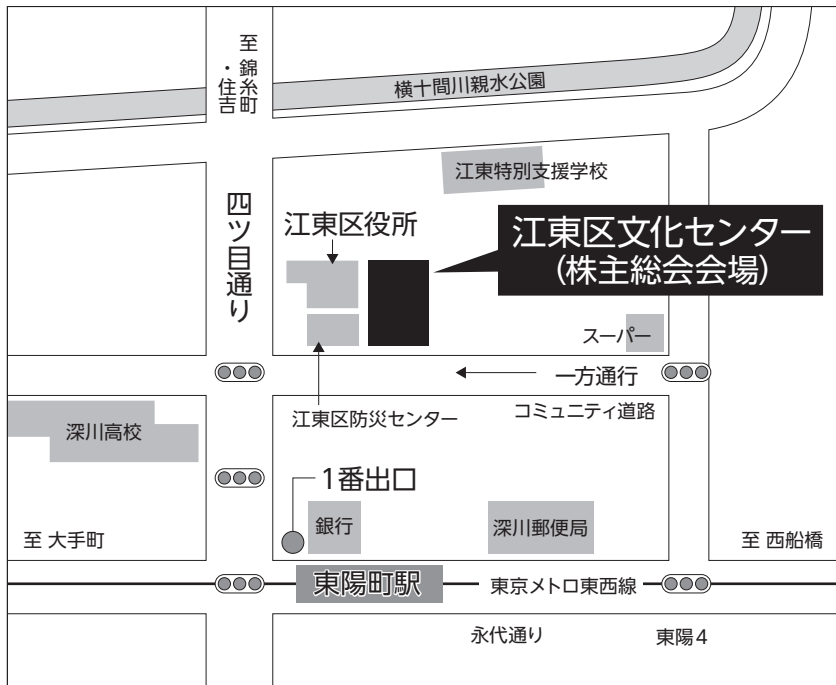 至 錦糸町
・住吉
横十間川親水公園
江東特別支援学校
四ツ目通り
江東区役所
江東区文化センター
(株主総会会場)
スーパー
一方通行
江東区防災センター
コミュニティ道路
深川高校
1番出口
銀行
深川郵便局
至 大手町
至 西船橋
東陽町駅
東京メトロ東西線
永代通り
東陽4